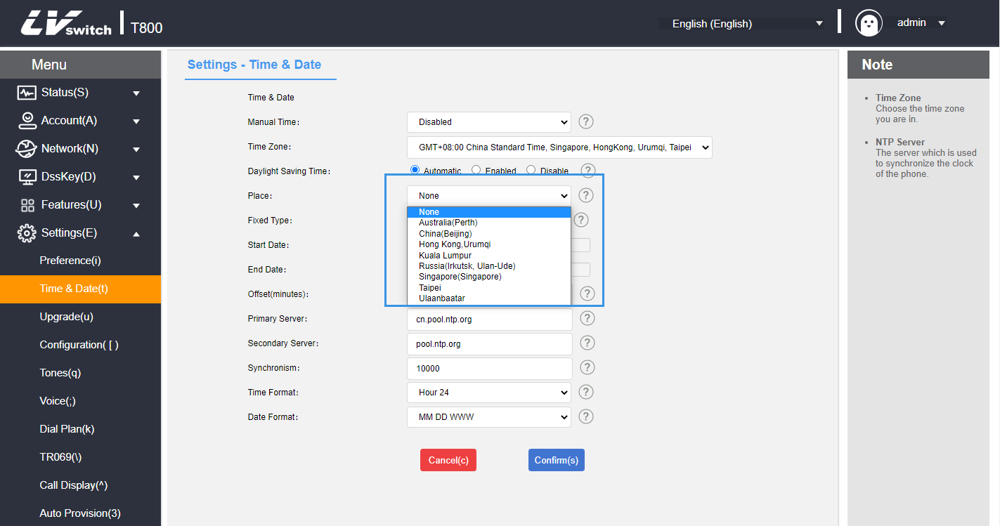 LVswitch T800
English (English)
admin
Menu
Status(S)
Account(A)
Network(N)
DssKey(D)
Features(U)
Settings(E)
Preference(i)
Time & Date(t)
Upgrade(u)
Configuration( [ )
Tones(q)
Voice(;)
Dial Plan(k)
TR069(\)
Call Display(^)
Auto Provision(3)
Settings - Time & Date
Time & Date
Manual Time: Disabled ?
Time Zone: GMT+08:00 China Standard Time, Singapore, HongKong, Urumqi, Taipei
Daylight Saving Time: Automatic Enabled Disable ?
Place: None ?
None
Australia(Perth)
China(Beijing)
Hong Kong,Urumqi
Kuala Lumpur
Russia(Irkutsk, Ulan-Ude)
Singapore(Singapore)
Taipei
Ulaanbaatar
Fixed Type: ?
Start Date:
End Date:
Offset(minutes): ?
Primary Server: cn.pool.ntp.org ?
Secondary Server: pool.ntp.org ?
Synchronism: 10000 ?
Time Format: Hour 24 ?
Date Format: MM DD WWW ?
Cancel(c) Confirm(s)
Note
• Time Zone
Choose the time zone
you are in.
• NTP Server
The server which is used
to synchronize the clock
of the phone.